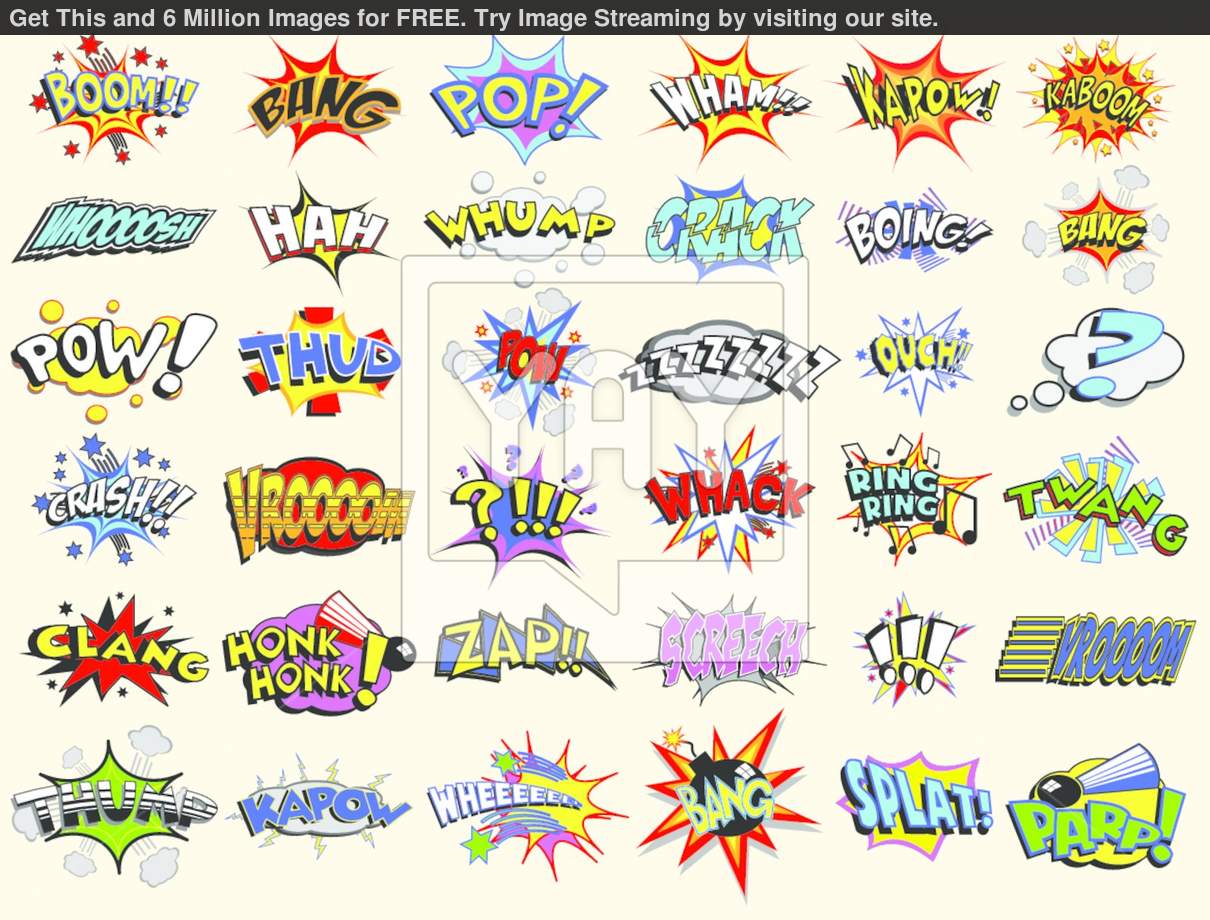 Get This and 6 Million Images for FREE. Try Image Streaming by visiting our site.
BOOM!!
BANG
POP!
WHAM!!!
KAPOW!
KABOOM
WHOOOOSH
HAH
WHUMP
CRACK
BOING!
BANG
POW!
THUD
POW
ZZZZZZZZ
OUCH!!
?
YAY
CRASH!!
VROOOOM
?!!!
WHACK
RING
RING
TWANG
CLANG
HONK
HONK!
ZAP!!
SCREECH
!!!
VROOOOM
THUMP
KAPOW
WHEEEEEEE
BANG
SPLAT!
PARP!